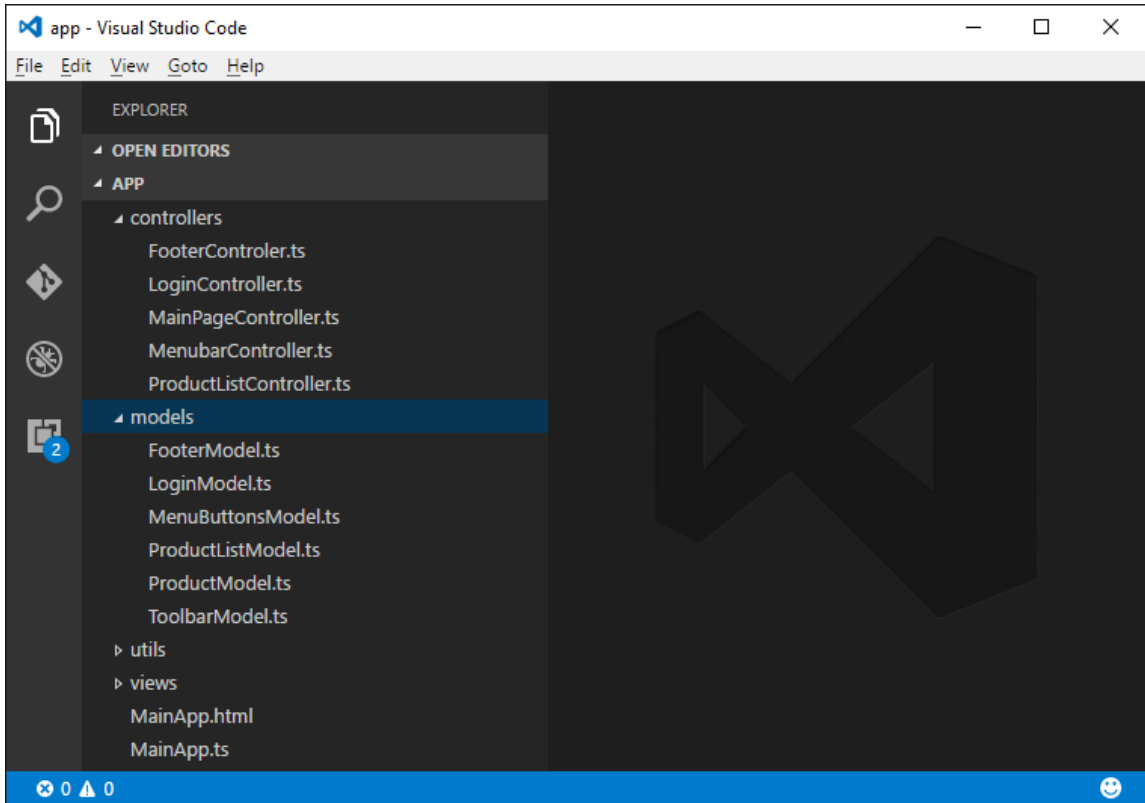 app - Visual Studio Code
File Edit View Goto Help
EXPLORER
OPEN EDITORS
APP
controllers
FooterControler.ts
LoginController.ts
MainPageController.ts
MenubarController.ts
ProductListController.ts
models
2
FooterModel.ts
LoginModel.ts
MenuButtonsModel.ts
ProductListModel.ts
ProductModel.ts
ToolbarModel.ts
utils
views
MainApp.html
MainApp.ts
0 0